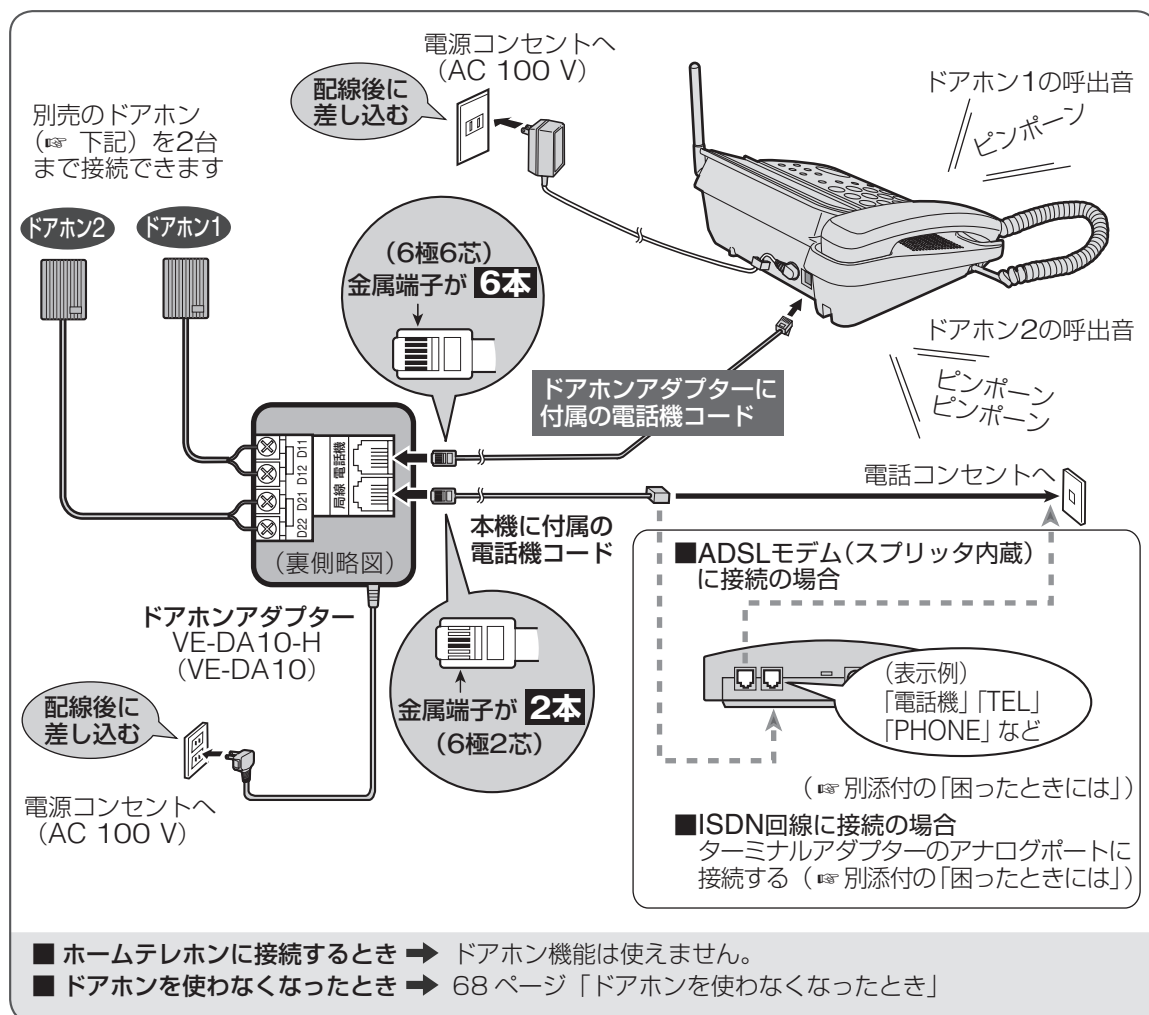 電源コンセントへ
（AC 100 V）
配線後に
差し込む
別売のドアホン
（☞ 下記）を2台
まで接続できます
ドアホン2
ドアホン1
ドアホン1の呼出音
ピンポーン
（6極6芯）
金属端子が 6本
ドアホン2の呼出音
ピンポーン
ピンポーン
ドアホンアダプターに
付属の電話機コード
D11
D12
D21
D22
電話機
局線
（裏側略図）
電話コンセントへ
本機に付属の
電話機コード
ドアホンアダプター
VE-DA10-H
（VE-DA10）
金属端子が 2本
（6極2芯）
配線後に
差し込む
電源コンセントへ
（AC 100 V）
■ADSLモデム（スプリッタ内蔵）
に接続の場合
（表示例）
「電話機」「TEL」
「PHONE」など
（☞別添付の「困ったときには」）
■ISDN回線に接続の場合
ターミナルアダプターのアナログポートに
接続する（☞別添付の「困ったときには」）
■ ホームテレホンに接続するとき ➡ ドアホン機能は使えません。
■ ドアホンを使わなくなったとき ➡ 68 ページ「ドアホンを使わなくなったとき」